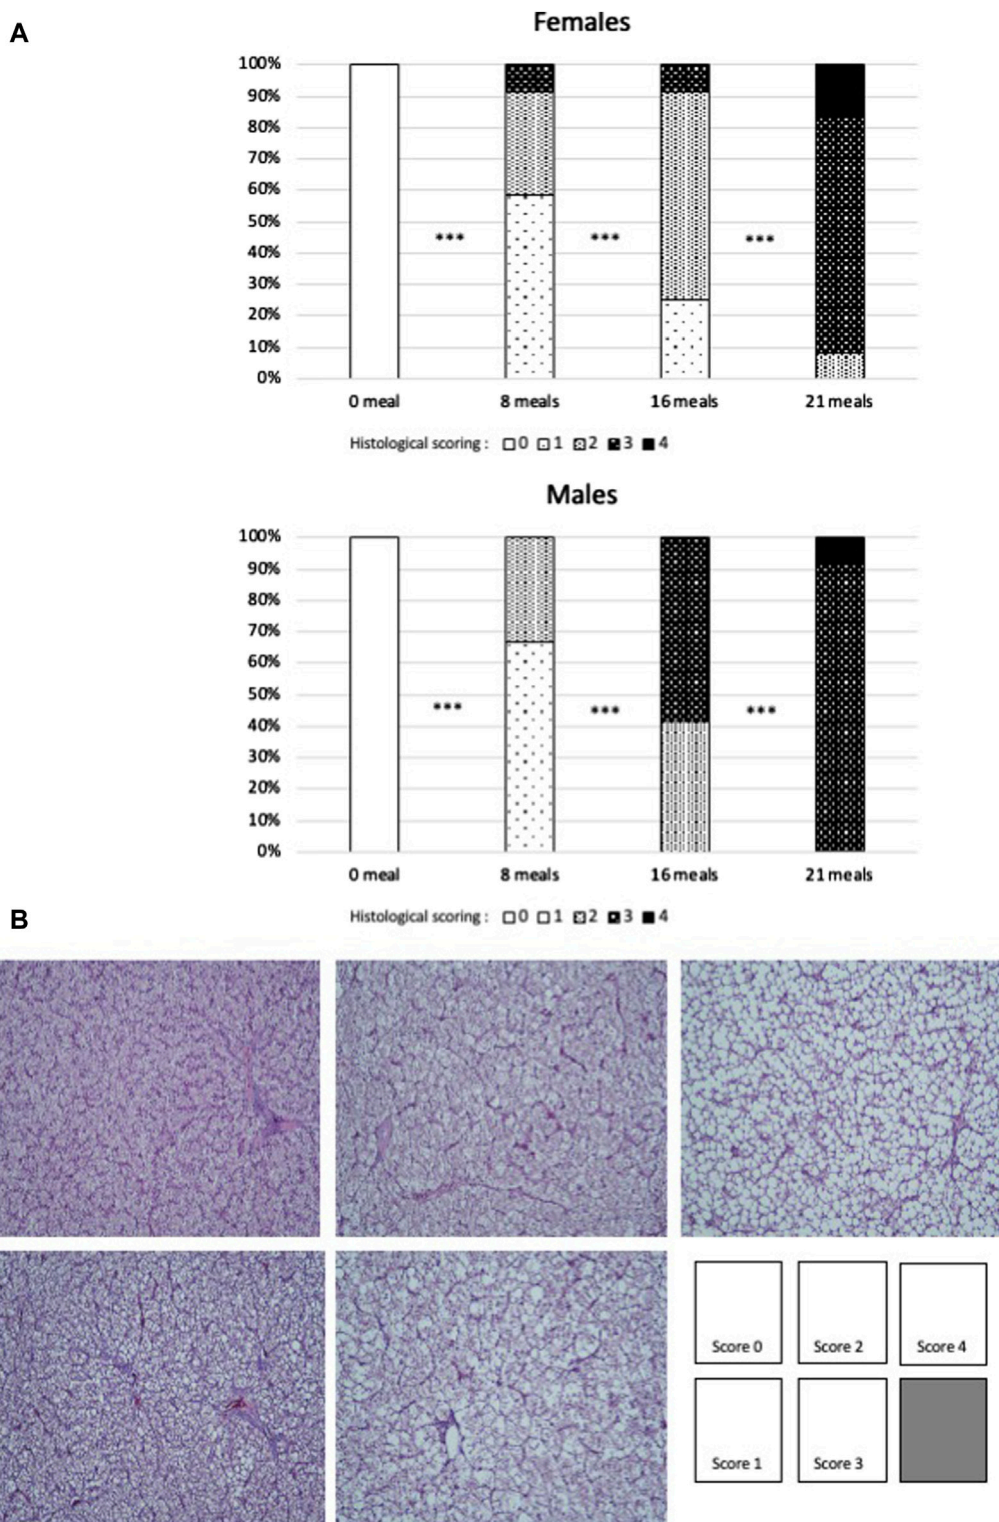 A
Females
100%
90%
80%
70%
60%
50%
40%
30%
20%
10%
0%
*** *** ***
0 meal 8 meals 16 meals 21 meals
Histological scoring : 0 1 2 3 4
Males
100%
90%
80%
70%
60%
50%
40%
30%
20%
10%
0%
*** *** ***
0 meal 8 meals 16 meals 21 meals
Histological scoring : 0 1 2 3 4
B
Score 0 Score 2 Score 4
Score 1 Score 3